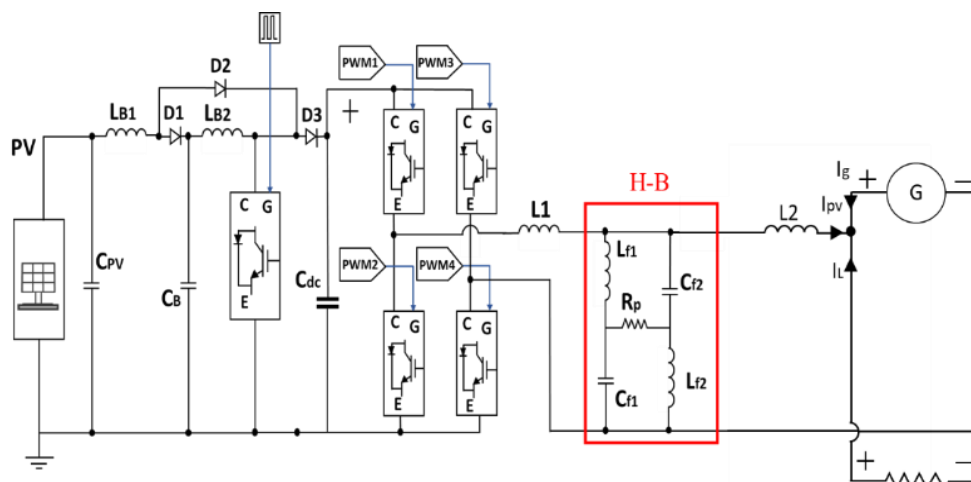 PWM1
PWM3
D2
LB1
D1
LB2
D3
+
C
G
C
G
PV
E
E
H-B
Ig
+
−
G
C
G
L1
L2
Ipv
IL
Lf1
Cf2
PWM2
PWM4
CPV
CB
E
Cdc
Rp
C
G
C
G
Cf1
Lf2
E
E
+
−